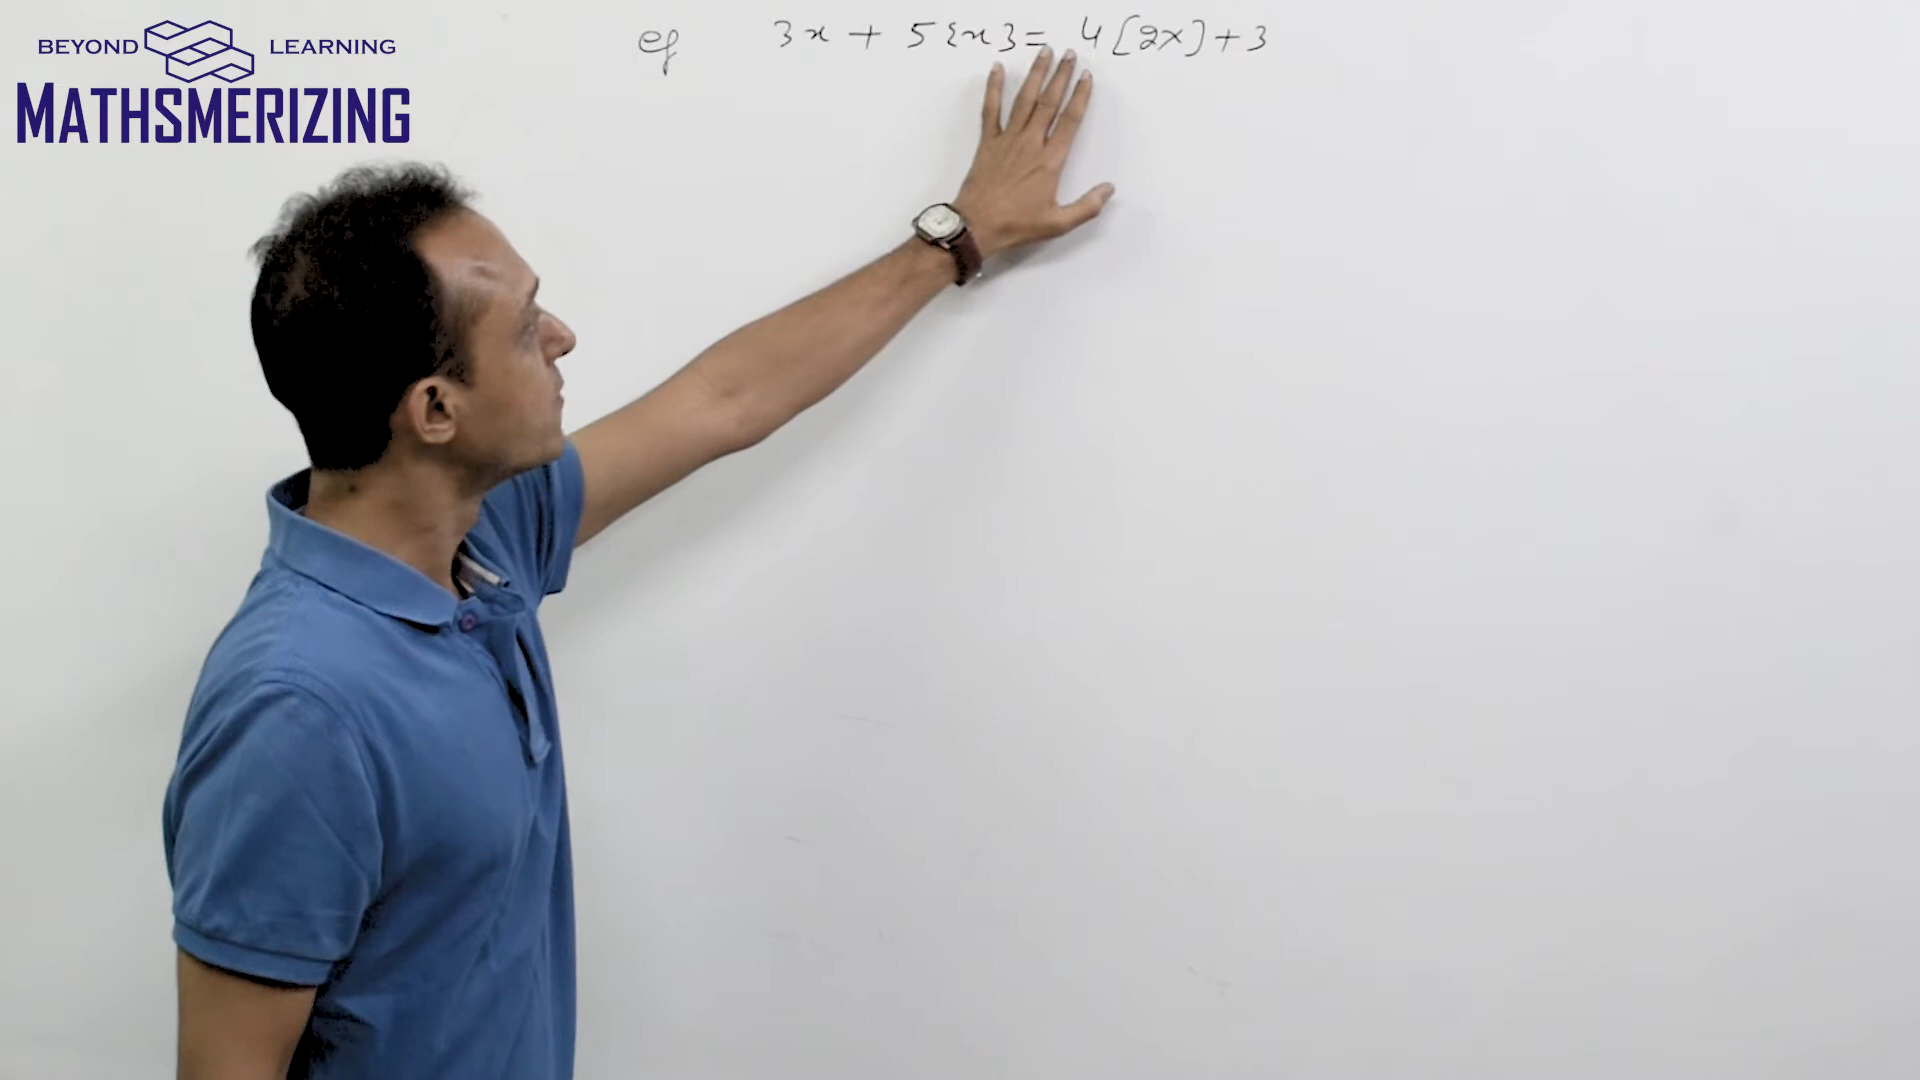 BEYOND LEARNING
MATHSMERIZING
eg 3x + 5{x} = 4[2x] + 3